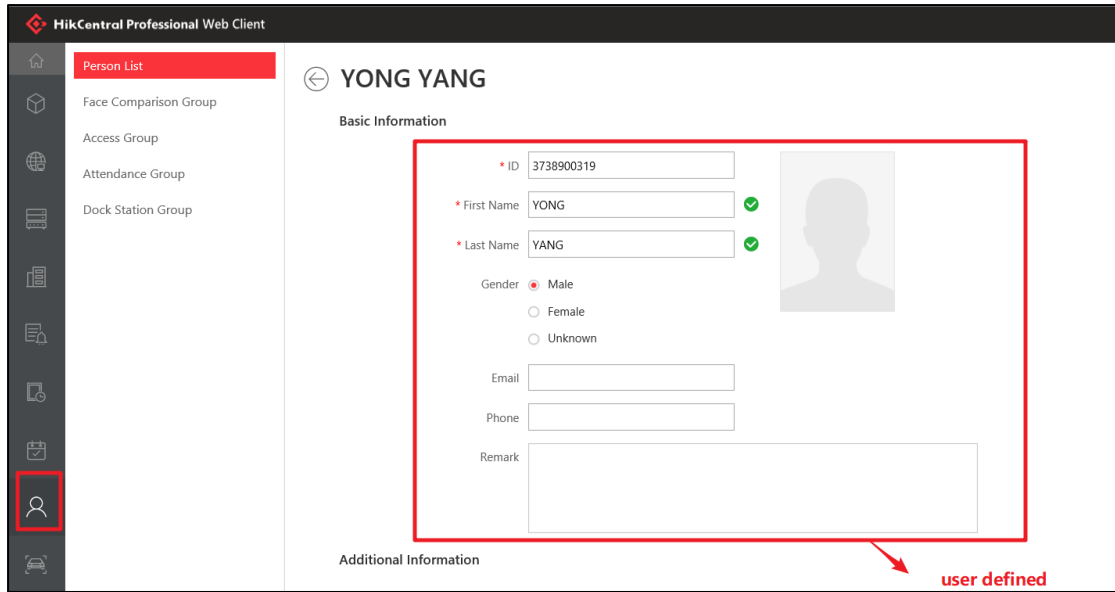 HikCentral Professional Web Client
Person List
Face Comparison Group
Access Group
Attendance Group
Dock Station Group
YONG YANG
Basic Information
* ID 3738900319
* First Name YONG
* Last Name YANG
Gender Male
Female
Unknown
Email
Phone
Remark
Additional Information
user defined